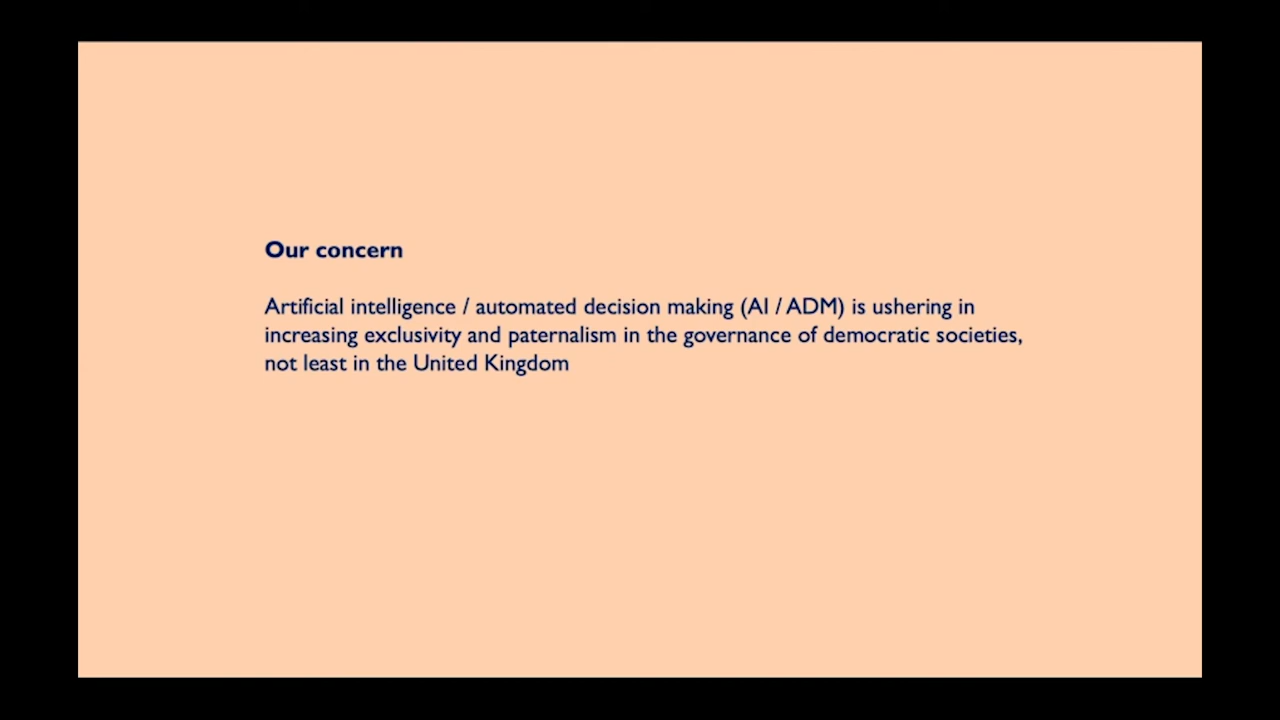 Our concern
Artificial intelligence / automated decision making (AI / ADM) is ushering in
increasing exclusivity and paternalism in the governance of democratic societies,
not least in the United Kingdom